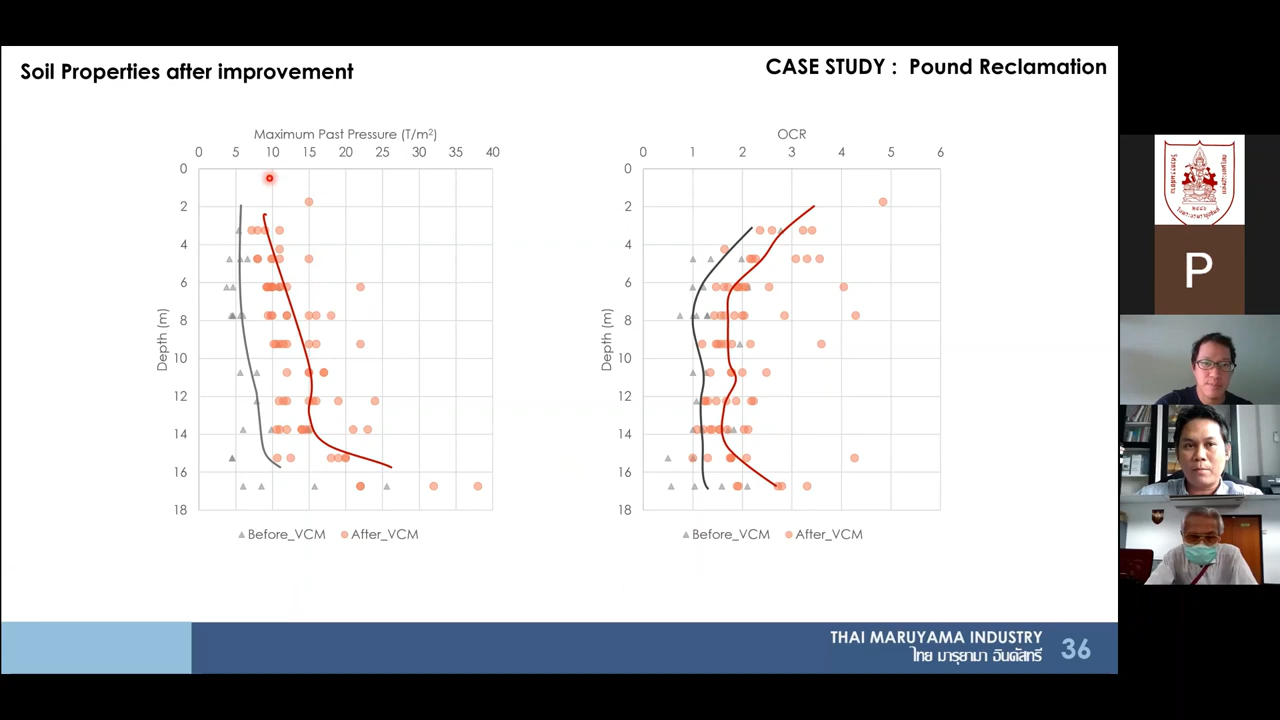 Soil Properties after improvement
CASE STUDY : Pound Reclamation
Maximum Past Pressure (T/m²)
0 5 10 15 20 25 30 35 40
0
2
4
6
8
10
12
14
16
18
Depth (m)
Before_VCM After_VCM
OCR
0 1 2 3 4 5 6
0
2
4
6
8
10
12
14
16
18
Depth (m)
Before_VCM After_VCM
THAI MARUYAMA INDUSTRY
ไทย มารุยามา อินดัสทรี
36
P